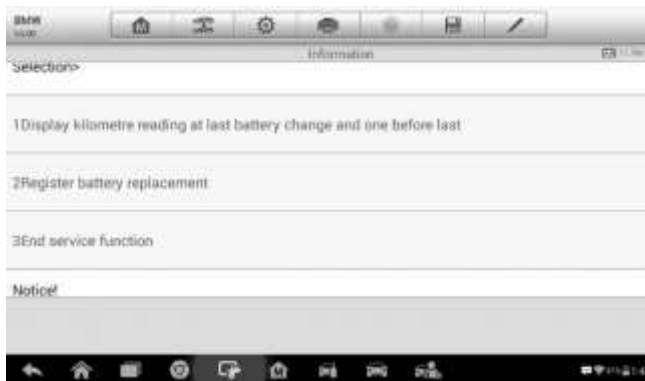 BMW
Information
Selection>
1Display kilometre reading at last battery change and one before last
2Register battery replacement
3End service function
Notice!